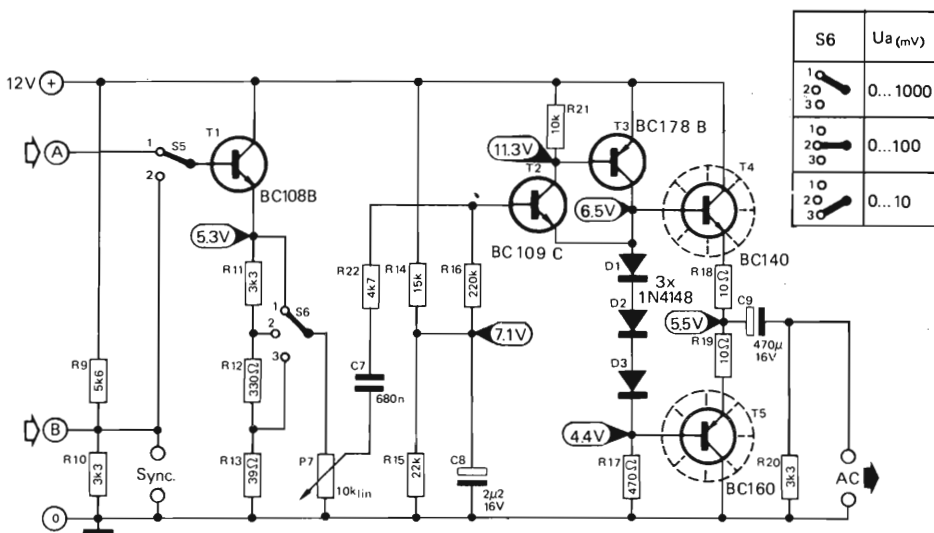 S6 Ua(mV)
1 2 3 0...1000
1 2 3 0...100
1 2 3 0...10
12V +
A
1 S5
2
T1
BC108B
5.3V
R11 3k3
1 S6
2
3
R12 330Ω
R13 39Ω
P7 10k lin
R9 5k6
B
R10 3k3
Sync.
0
R22 4k7
C7 680n
R14 15k
R16 220k
7.1V
R15 22k
C8 2µ2 16V
R21 10k
11.3V
T2
BC109C
T3
BC178B
6.5V
D1
3x
1N4148
D2
D3
4.4V
R17 470Ω
T4
BC140
R18 10Ω
5.5V
C9 470µ 16V
R19 10Ω
T5
BC160
R20 3k3
AC